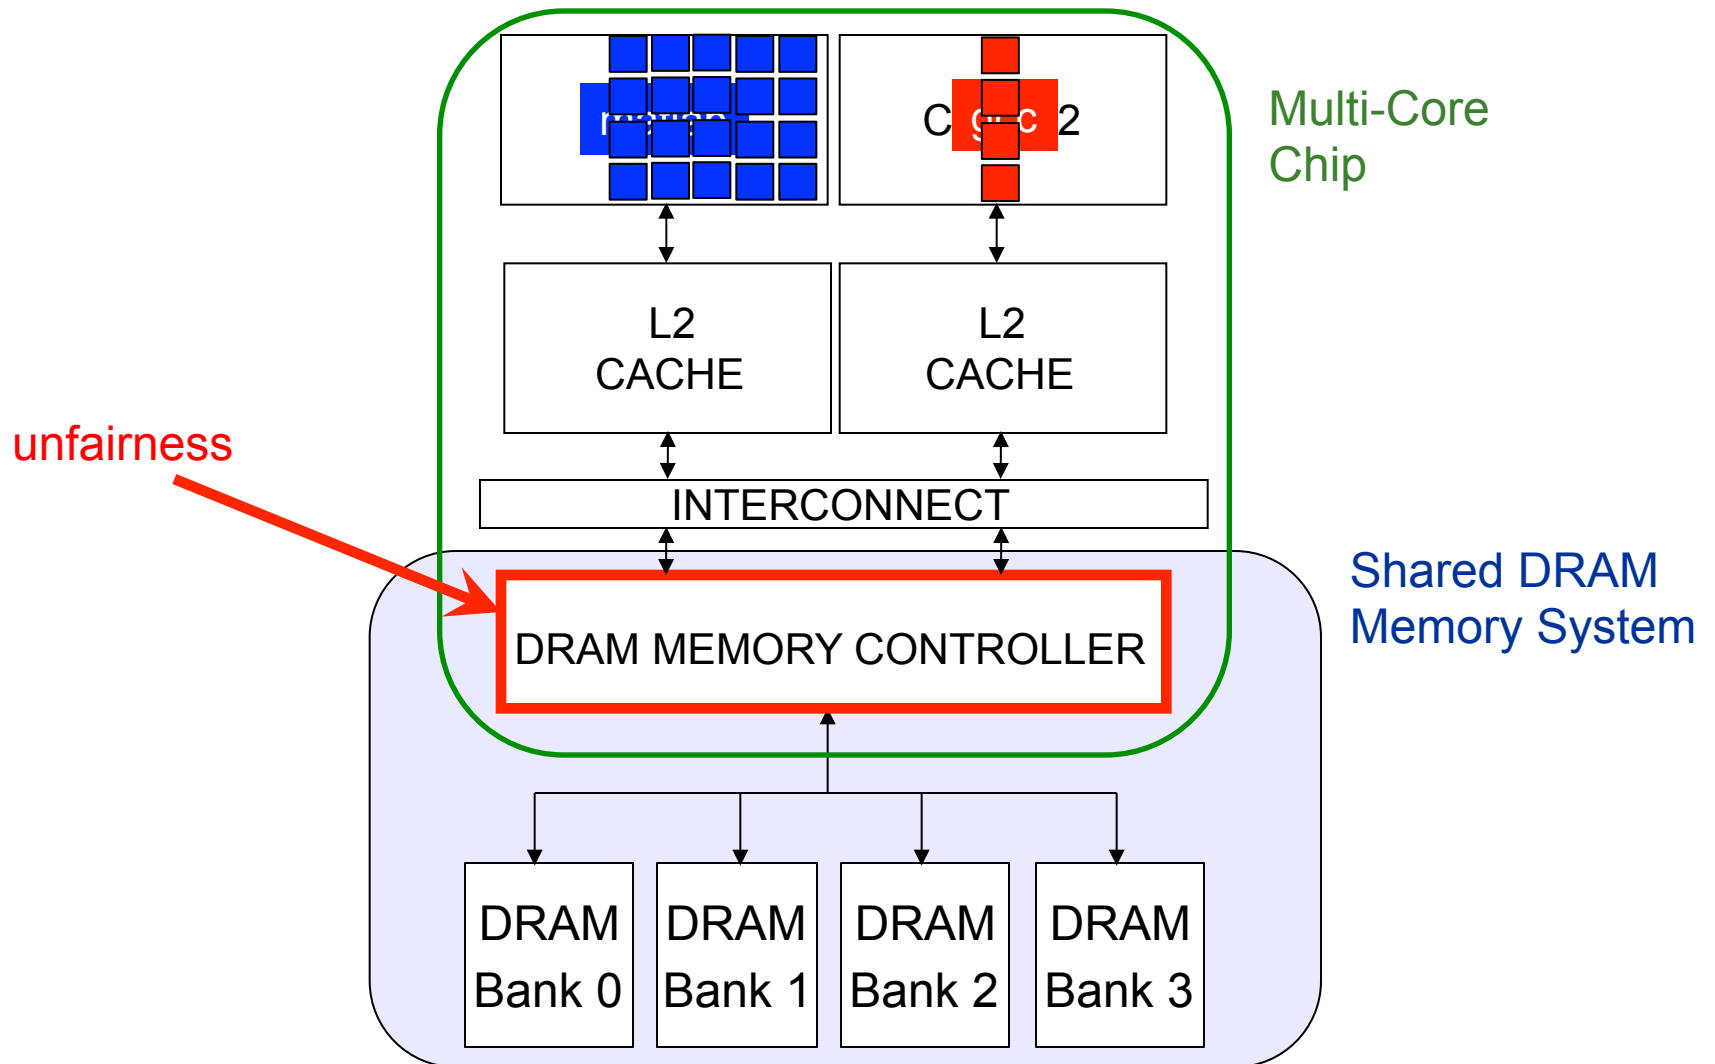 C 2
Multi-Core
Chip
L2
CACHE
L2
CACHE
unfairness
INTERCONNECT
Shared DRAM
Memory System
DRAM MEMORY CONTROLLER
DRAM
Bank 0
DRAM
Bank 1
DRAM
Bank 2
DRAM
Bank 3